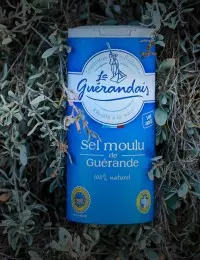 Le
Guérandais
Sel moulu
de
Guérande
100% naturel